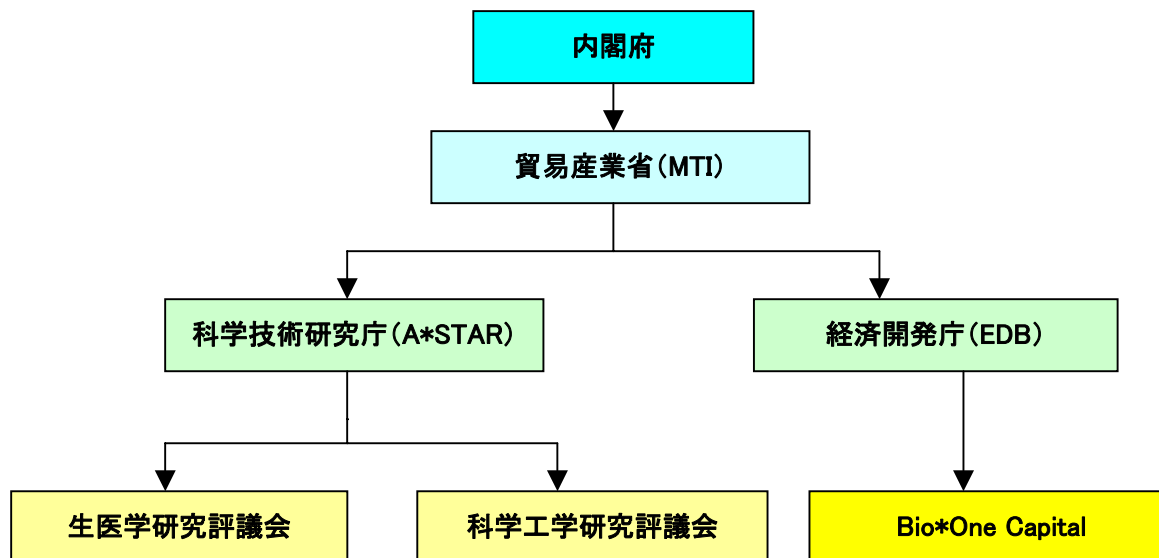 内閣府
貿易産業省(MTI)
科学技術研究庁(A*STAR)
経済開発庁(EDB)
生医学研究評議会
科学工学研究評議会
Bio*One Capital